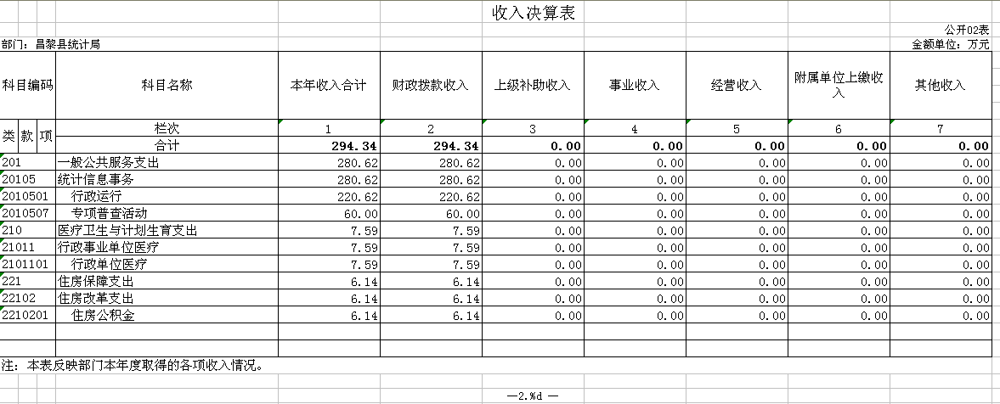 收入决算表
公开02表
部门：昌黎县统计局 金额单位：万元
科目编码 科目名称 本年收入合计 财政拨款收入 上级补助收入 事业收入 经营收入 附属单位上缴收入 其他收入
类 款 项 栏次 1 2 3 4 5 6 7
合计 294.34 294.34 0.00 0.00 0.00 0.00 0.00
201 一般公共服务支出 280.62 280.62 0.00 0.00 0.00 0.00 0.00
20105 统计信息事务 280.62 280.62 0.00 0.00 0.00 0.00 0.00
2010501 行政运行 220.62 220.62 0.00 0.00 0.00 0.00 0.00
2010507 专项普查活动 60.00 60.00 0.00 0.00 0.00 0.00 0.00
210 医疗卫生与计划生育支出 7.59 7.59 0.00 0.00 0.00 0.00 0.00
21011 行政事业单位医疗 7.59 7.59 0.00 0.00 0.00 0.00 0.00
2101101 行政单位医疗 7.59 7.59 0.00 0.00 0.00 0.00 0.00
221 住房保障支出 6.14 6.14 0.00 0.00 0.00 0.00 0.00
22102 住房改革支出 6.14 6.14 0.00 0.00 0.00 0.00 0.00
2210201 住房公积金 6.14 6.14 0.00 0.00 0.00 0.00 0.00
注：本表反映部门本年度取得的各项收入情况。
—2.%d —